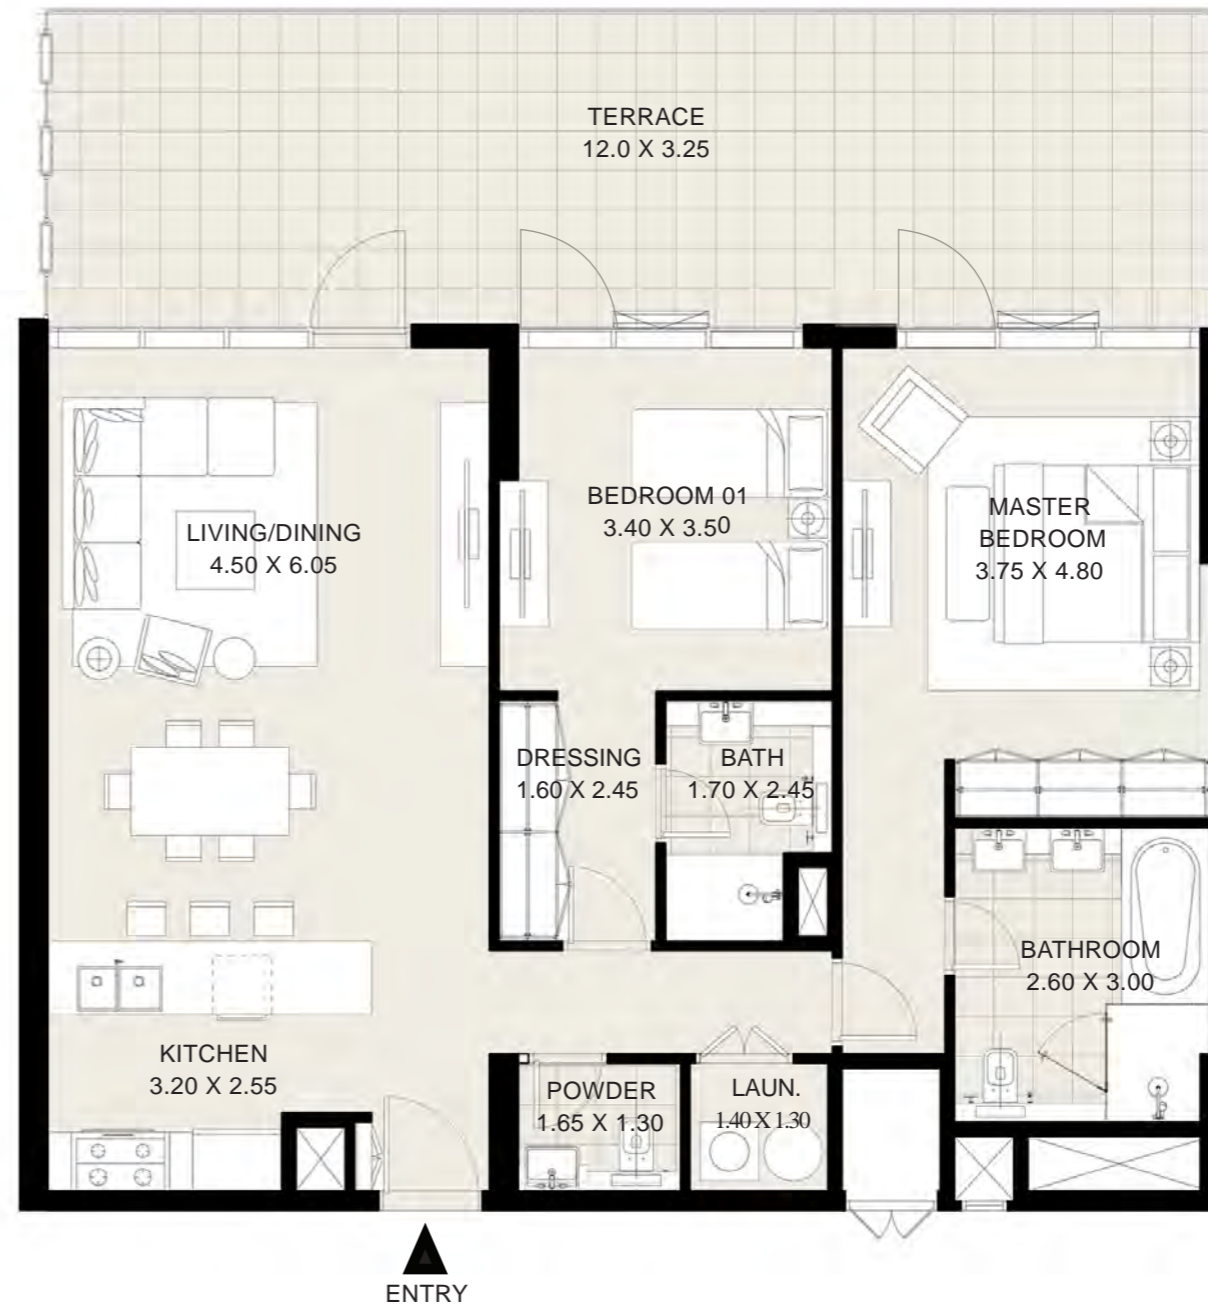 TERRACE
12.0 X 3.25
LIVING/DINING
4.50 X 6.05
BEDROOM 01
3.40 X 3.50
MASTER
BEDROOM
3.75 X 4.80
DRESSING
1.60 X 2.45
BATH
1.70 X 2.45
BATHROOM
2.60 X 3.00
KITCHEN
3.20 X 2.55
POWDER
1.65 X 1.30
LAUN.
1.40 X 1.30
ENTRY